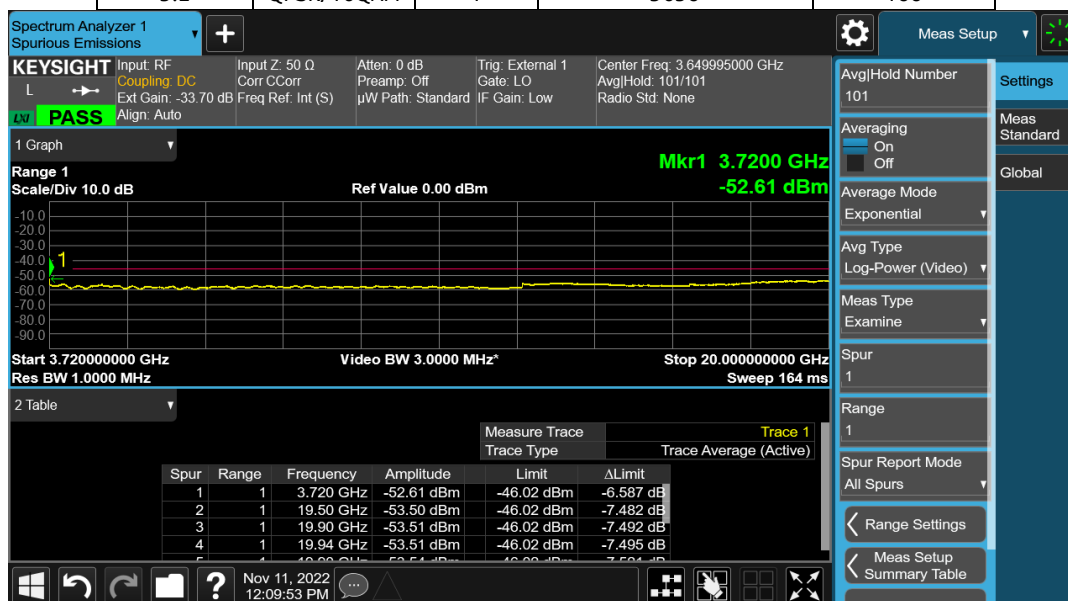 Spectrum Analyzer 1
Spurious Emissions
+
Meas Setup
KEYSIGHT
L
LXI PASS
Input: RF
Coupling: DC
Ext Gain: -33.70 dB
Align: Auto
Input Z: 50 Ω
Corr CCorr
Freq Ref: Int (S)
Atten: 0 dB
Preamp: Off
µW Path: Standard
Trig: External 1
Gate: LO
IF Gain: Low
Center Freq: 3.649995000 GHz
Avg|Hold: 101/101
Radio Std: None
1 Graph
Range 1
Scale/Div 10.0 dB
Ref Value 0.00 dBm
Mkr1 3.7200 GHz
-52.61 dBm
-10.0
-20.0
-30.0
-40.0
-50.0
-60.0
-70.0
-80.0
-90.0
1
Start 3.720000000 GHz
Res BW 1.0000 MHz
Video BW 3.0000 MHz*
Stop 20.000000000 GHz
Sweep 164 ms
2 Table
Measure Trace Trace 1
Trace Type Trace Average (Active)
Spur Range Frequency Amplitude Limit ΔLimit
1 1 3.720 GHz -52.61 dBm -46.02 dBm -6.587 dB
2 1 19.50 GHz -53.50 dBm -46.02 dBm -7.482 dB
3 1 19.90 GHz -53.51 dBm -46.02 dBm -7.492 dB
4 1 19.94 GHz -53.51 dBm -46.02 dBm -7.495 dB
?
Nov 11, 2022
12:09:53 PM
Avg|Hold Number
101
Averaging
On
Off
Average Mode
Exponential
Avg Type
Log-Power (Video)
Meas Type
Examine
Spur
1
Range
1
Spur Report Mode
All Spurs
Range Settings
Meas Setup
Summary Table
Settings
Meas
Standard
Global